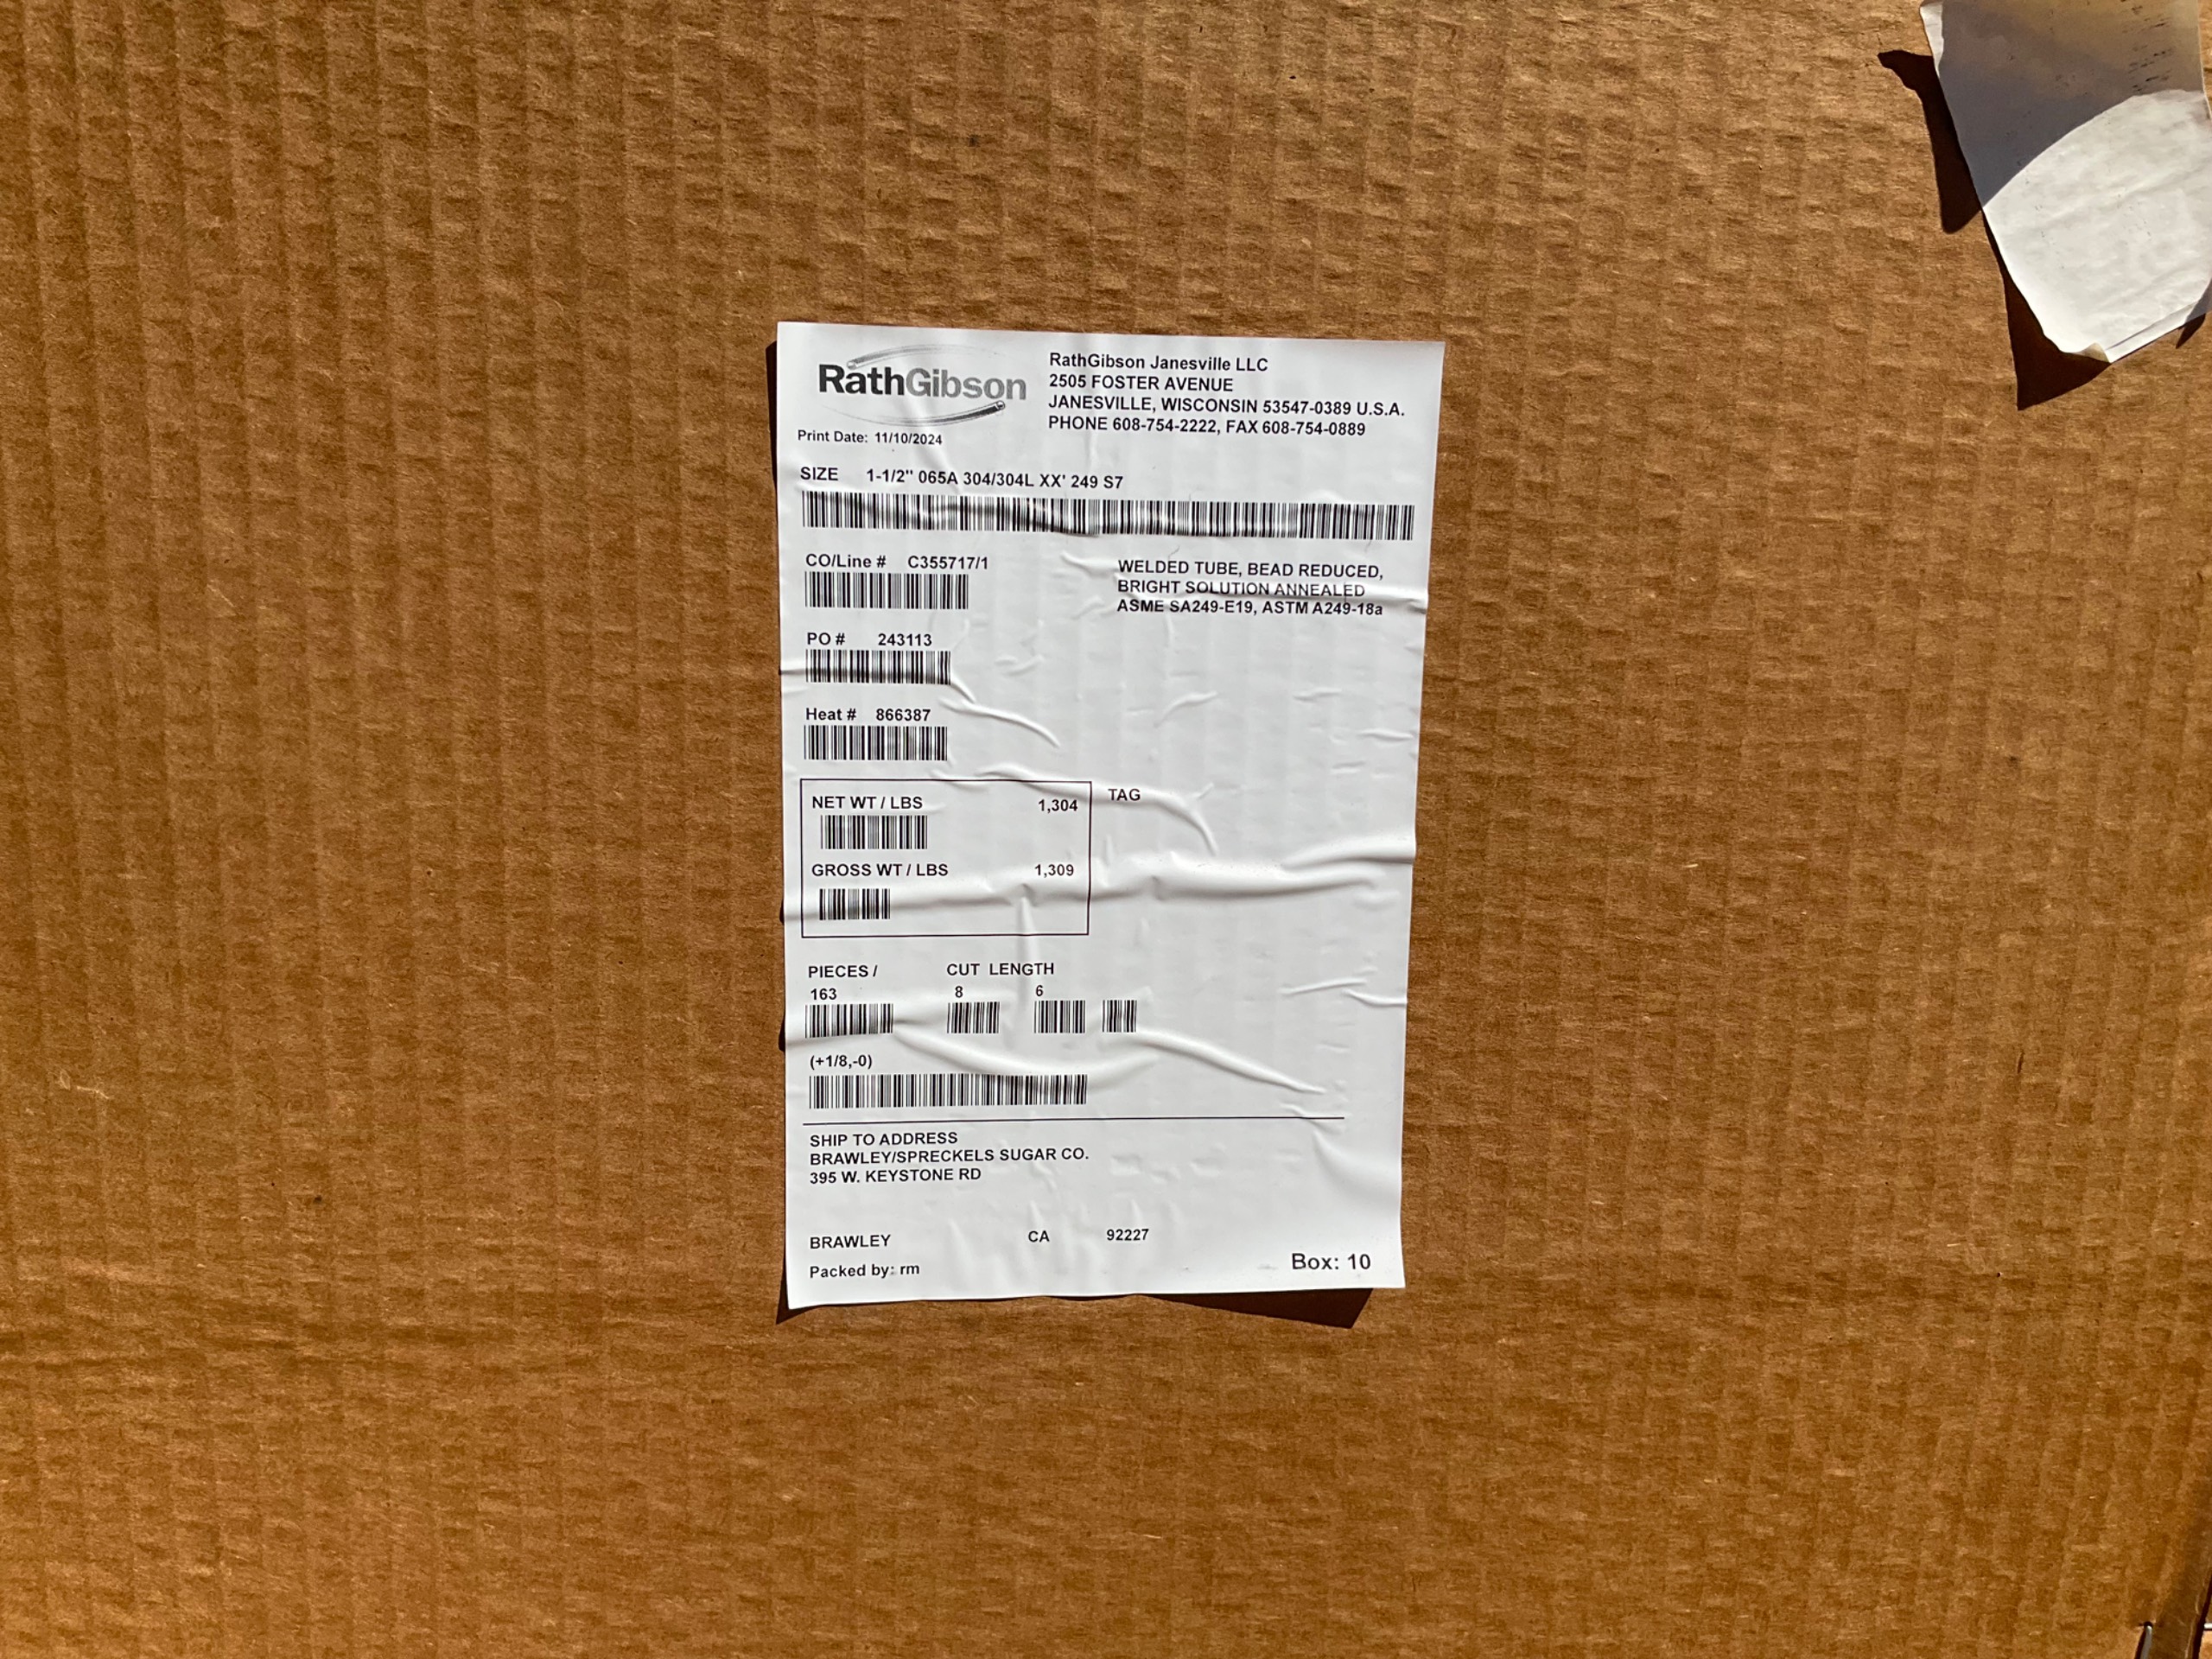 RathGibson
RathGibson Janesville LLC
2505 FOSTER AVENUE
JANESVILLE, WISCONSIN 53547-0389 U.S.A.
PHONE 608-754-2222, FAX 608-754-0889
Print Date: 11/10/2024
SIZE 1-1/2" 065A 304/304L XX' 249 S7
CO/Line # C355717/1
WELDED TUBE, BEAD REDUCED,
BRIGHT SOLUTION ANNEALED
ASME SA249-E19, ASTM A249-18a
PO # 243113
Heat # 866387
NET WT / LBS 1,304
TAG
GROSS WT / LBS 1,309
PIECES / CUT LENGTH
163 8 6
(+1/8,-0)
SHIP TO ADDRESS
BRAWLEY/SPRECKELS SUGAR CO.
395 W. KEYSTONE RD
BRAWLEY CA 92227
Packed by: rm
Box: 10